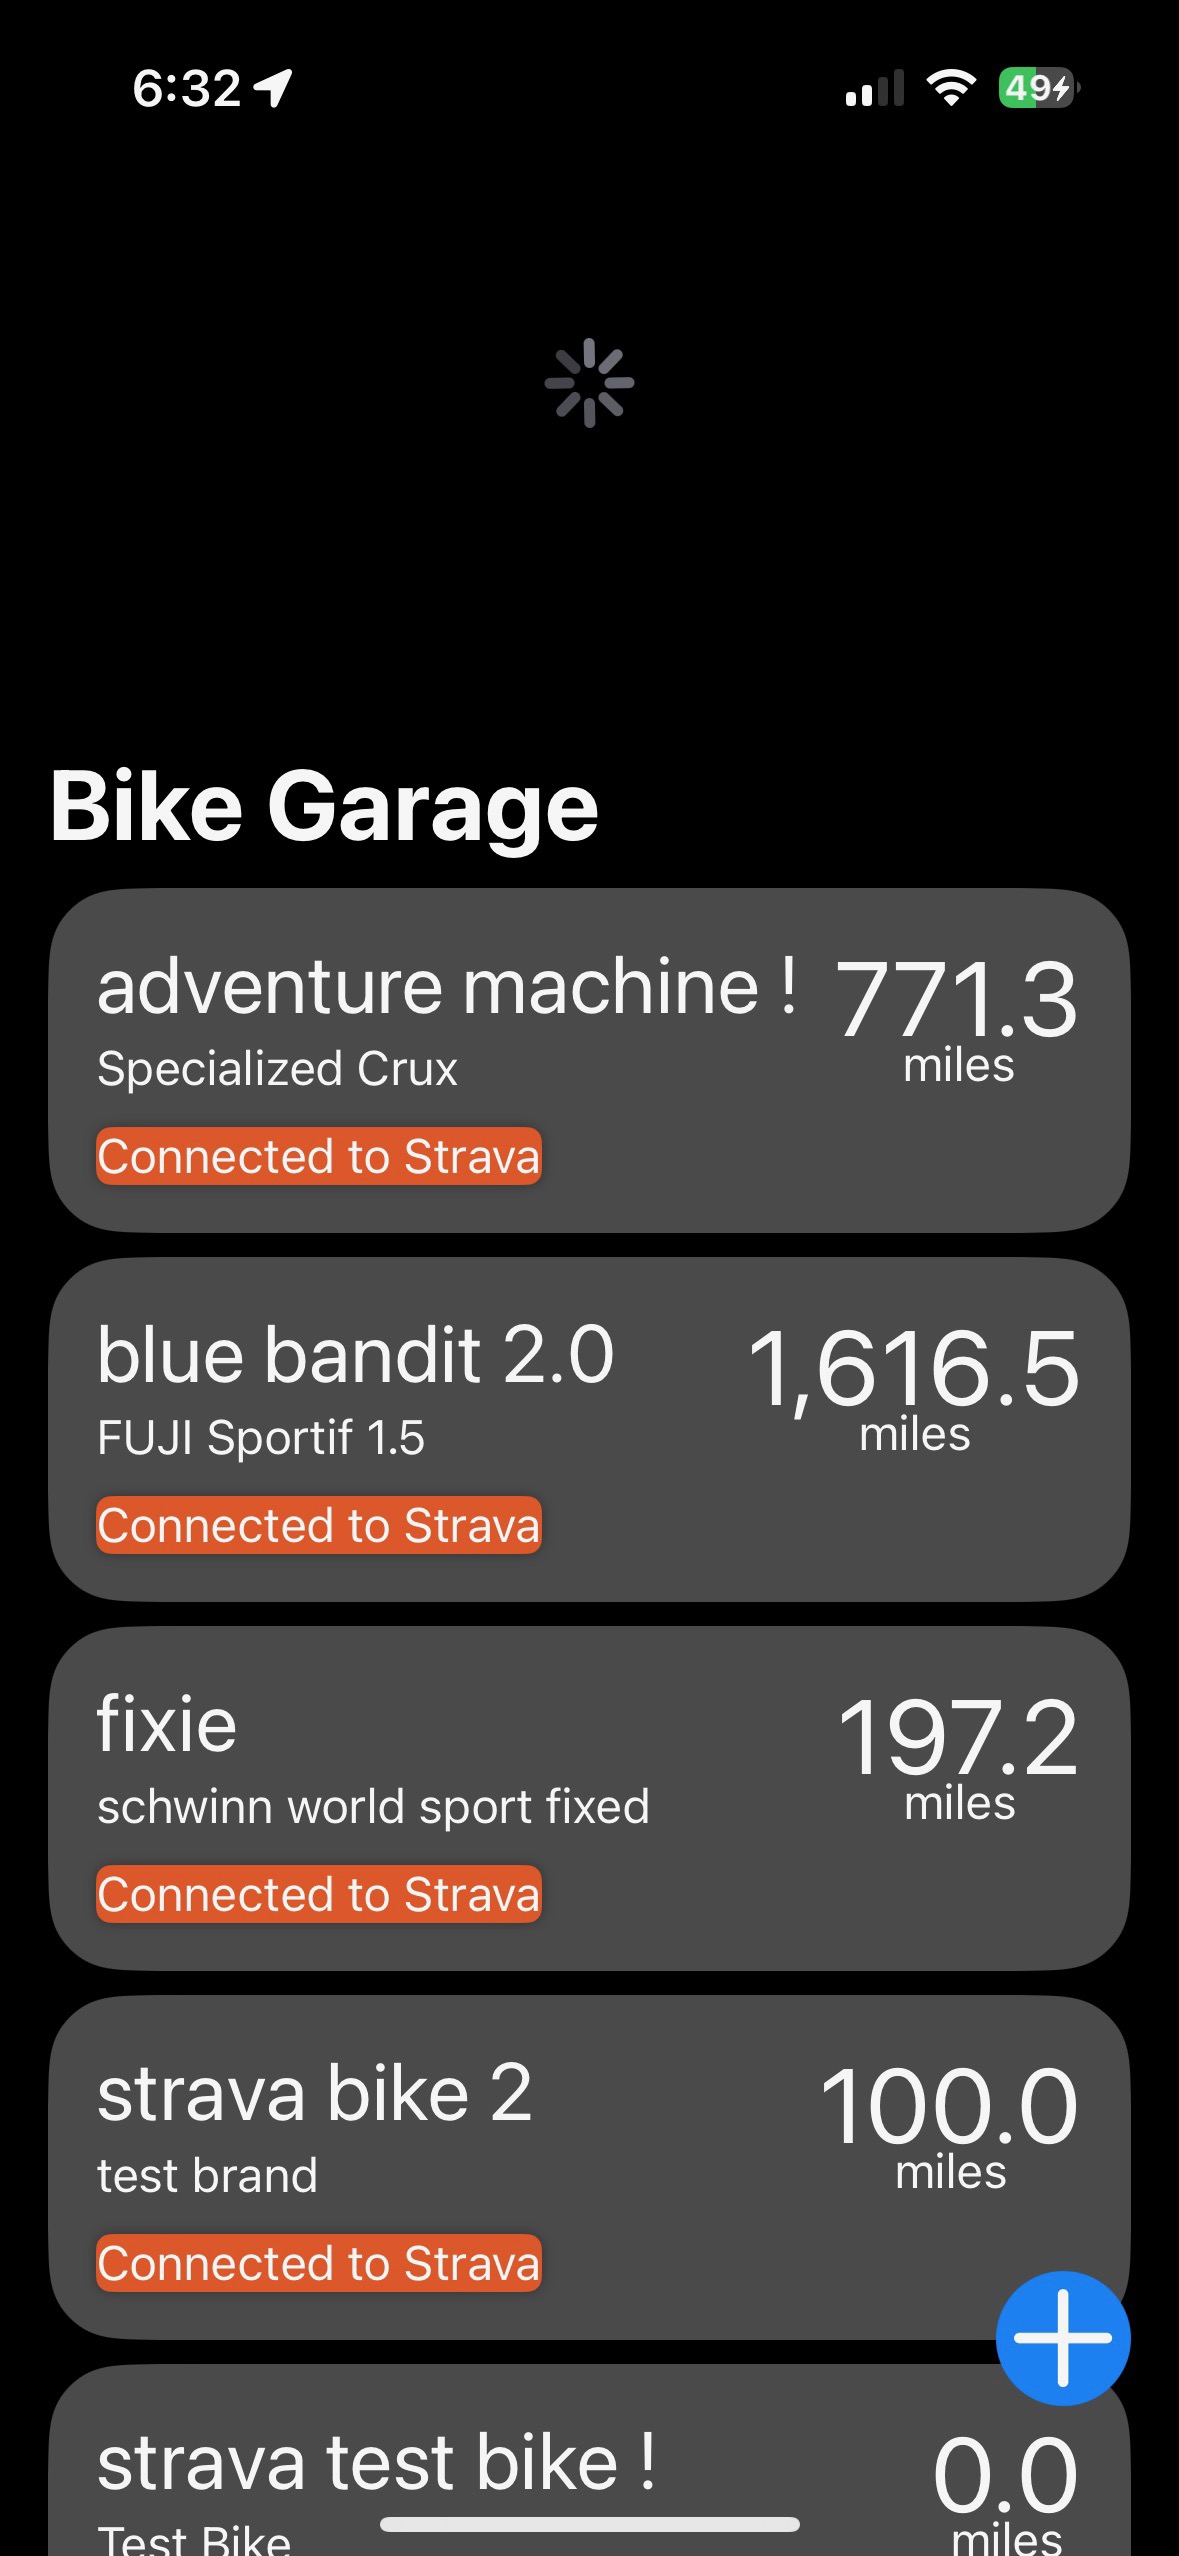 6:32
49
Bike Garage
adventure machine ! 771.3
Specialized Crux miles
Connected to Strava
blue bandit 2.0 1,616.5
FUJI Sportif 1.5 miles
Connected to Strava
fixie 197.2
schwinn world sport fixed miles
Connected to Strava
strava bike 2 100.0
test brand miles
Connected to Strava
strava test bike ! 0.0
Test Bike miles